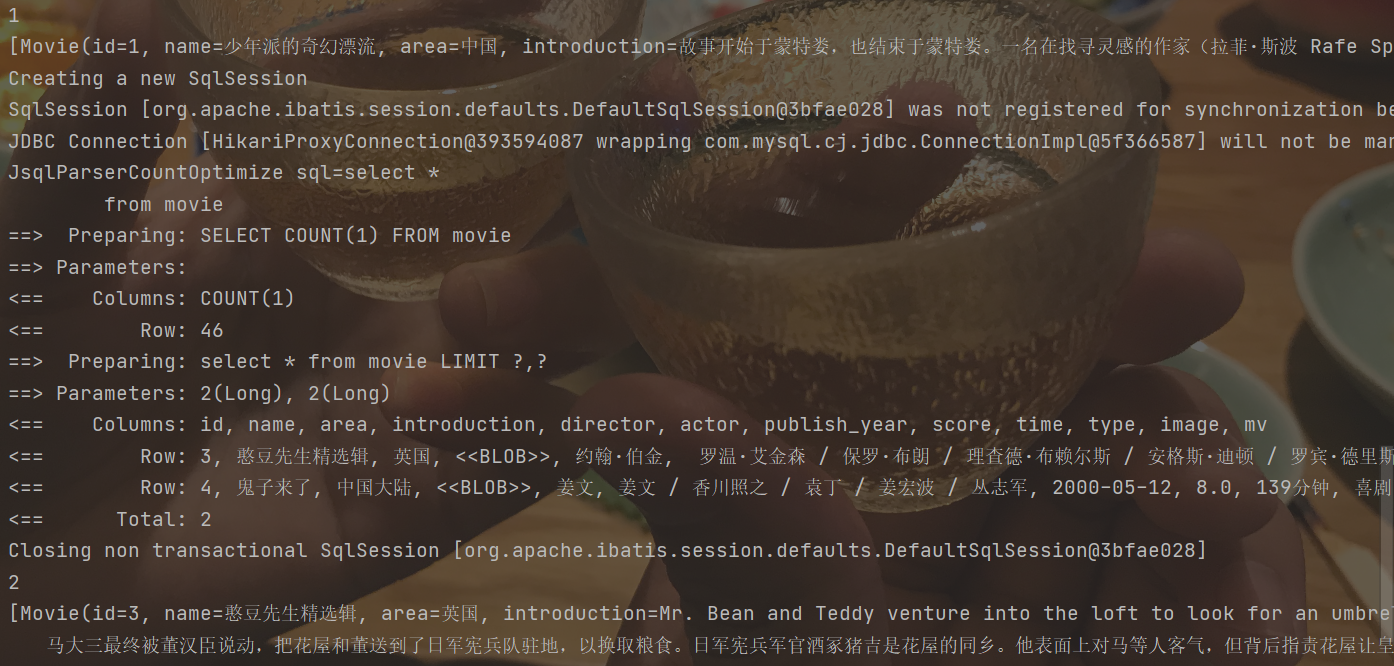 1
[Movie(id=1, name=少年派的奇幻漂流, area=中国, introduction=故事开始于蒙特娄，也结束于蒙特娄。一名在找寻灵感的作家（拉菲·斯波 Rafe Sp
Creating a new SqlSession
SqlSession [org.apache.ibatis.session.defaults.DefaultSqlSession@3bfae028] was not registered for synchronization be
JDBC Connection [HikariProxyConnection@393594087 wrapping com.mysql.cj.jdbc.ConnectionImpl@5f366587] will not be man
JsqlParserCountOptimize sql=select *
        from movie
==>  Preparing: SELECT COUNT(1) FROM movie
==> Parameters:
<==    Columns: COUNT(1)
<==        Row: 46
==>  Preparing: select * from movie LIMIT ?,?
==> Parameters: 2(Long), 2(Long)
<==    Columns: id, name, area, introduction, director, actor, publish_year, score, time, type, image, mv
<==        Row: 3, 憨豆先生精选辑, 英国, <<BLOB>>, 约翰·伯金,  罗温·艾金森 / 保罗·布朗 / 理查德·布赖尔斯 / 安格斯·迪顿 / 罗宾·德里斯
<==        Row: 4, 鬼子来了, 中国大陆, <<BLOB>>, 姜文, 姜文 / 香川照之 / 袁丁 / 姜宏波 / 丛志军, 2000-05-12, 8.0, 139分钟, 喜剧
<==      Total: 2
Closing non transactional SqlSession [org.apache.ibatis.session.defaults.DefaultSqlSession@3bfae028]
2
[Movie(id=3, name=憨豆先生精选辑, area=英国, introduction=Mr. Bean and Teddy venture into the loft to look for an umbre
马大三最终被董汉臣说动，把花屋和董送到了日军宪兵队驻地，以换取粮食。日军宪兵军官酒冢猪吉是花屋的同乡。他表面上对马等人客气，但背后指责花屋让皇